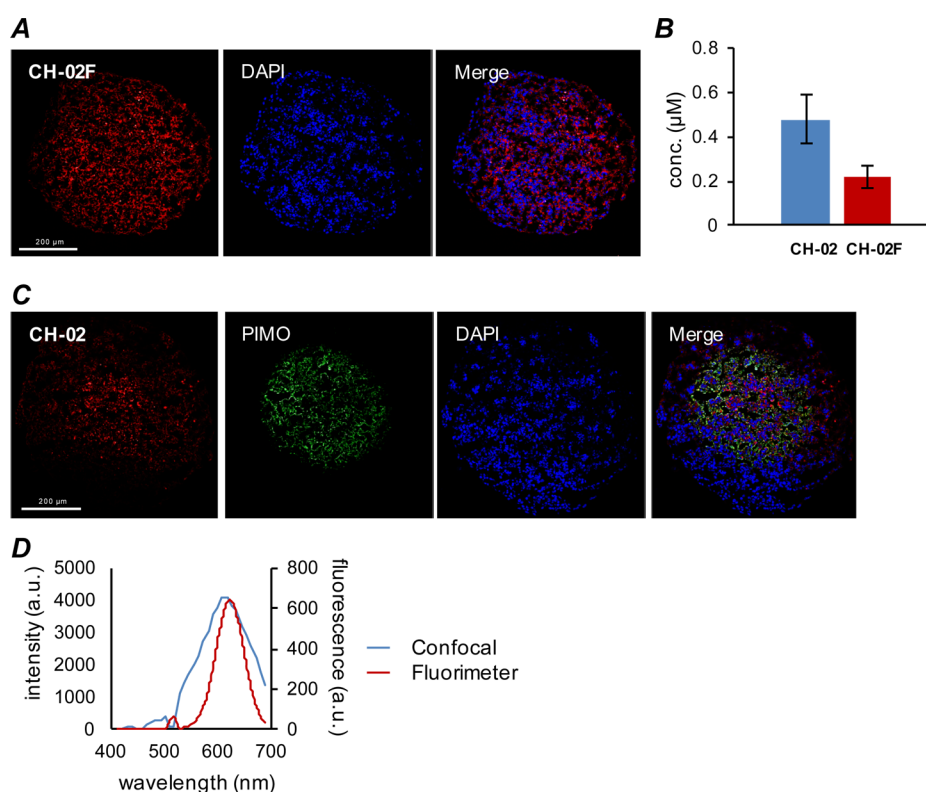 A
CH-02F
DAPI
Merge
200 µm
B
conc. (µM)
0.8
0.6
0.4
0.2
0
CH-02 CH-02F
C
CH-02
PIMO
DAPI
Merge
200 µm
D
intensity (a.u.)
5000
4000
3000
2000
1000
0
800
600
400
200
0
fluorescence (a.u.)
400 500 600 700
wavelength (nm)
Confocal
Fluorimeter